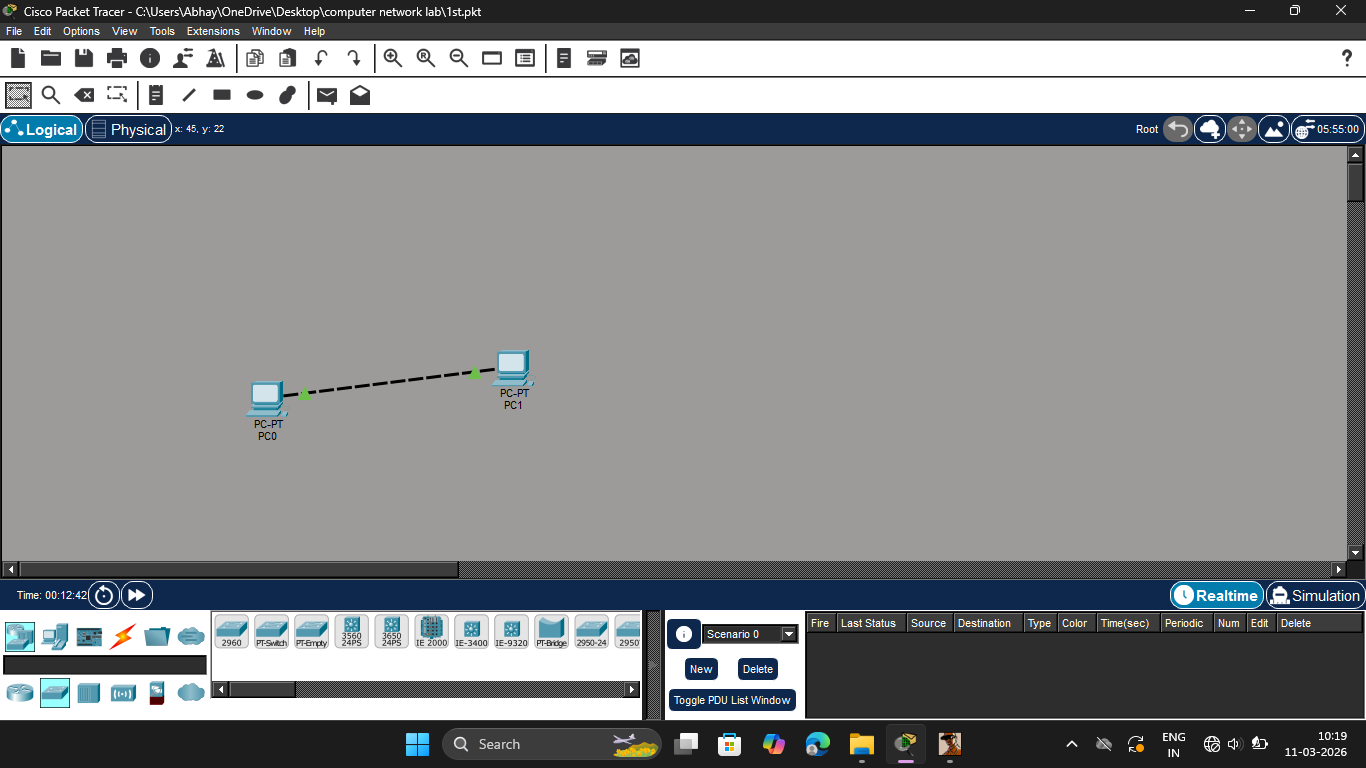 Cisco Packet Tracer - C:\Users\Abhay\OneDrive\Desktop\computer network lab\1st.pkt
File Edit Options View Tools Extensions Window Help
Logical Physical x: 45, y: 22 Root 05:55:00
PC-PT
PC1
PC-PT
PC0
Time: 00:12:42 Realtime Simulation
2960 PT-Switch PT-Empty 3560 24PS 3650 24PS IE 2000 IE-3400 IE-9320 PT-Bridge 2950-24 2950
Scenario 0
New Delete
Toggle PDU List Window
Fire Last Status Source Destination Type Color Time(sec) Periodic Num Edit Delete
Search
ENG
IN
10:19
11-03-2026